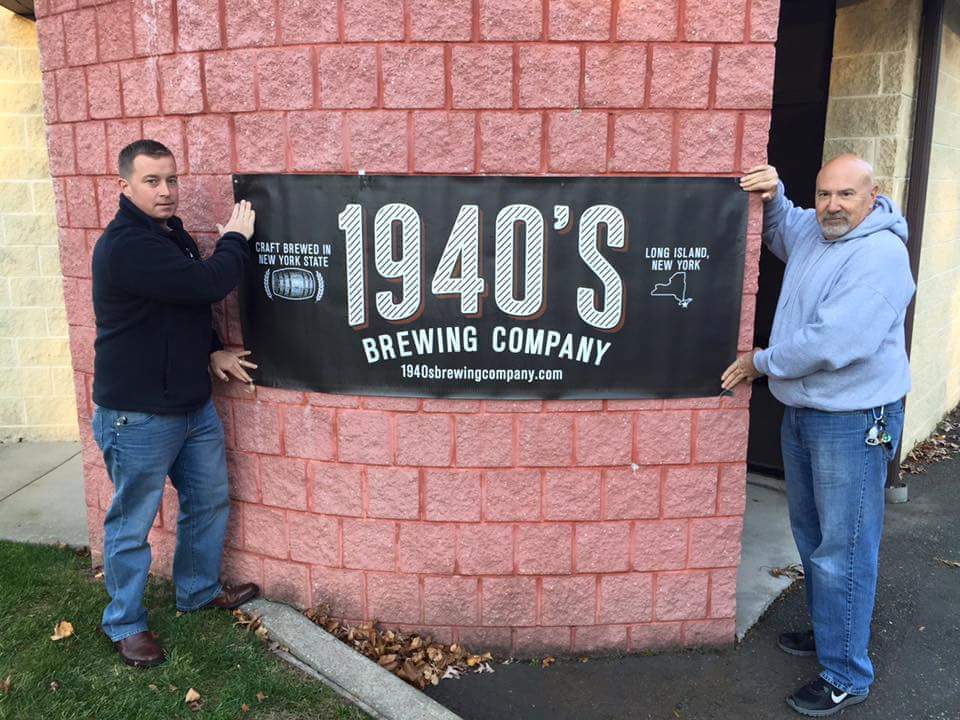 CRAFT BREWED IN
NEW YORK STATE
1940'S
BREWING COMPANY
1940sbrewingcompany.com
LONG ISLAND,
NEW YORK